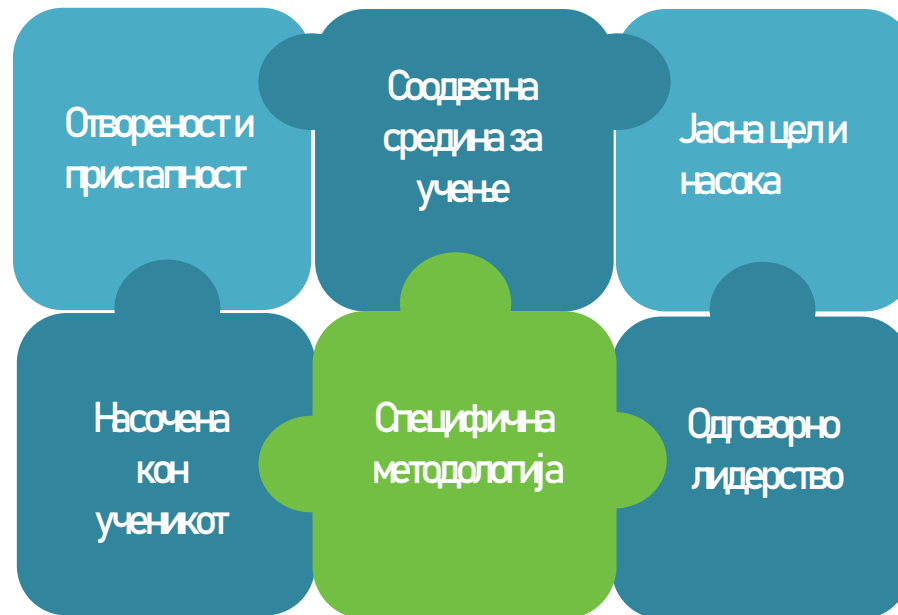 Отвореност и
пристапност
Соодветна
средина за
учење
Јасна цел и
насока
Насочена
кон
ученикот
Специфична
методологија
Одговорно
лидерство